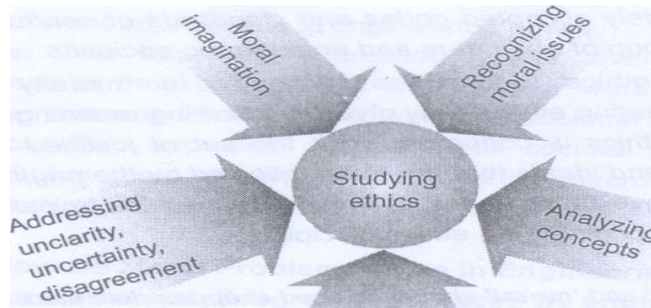 Moral
imagination
Recognizing
moral issues
Studying
ethics
Addressing
unclarity,
uncertainty,
disagreement
Analyzing
concepts